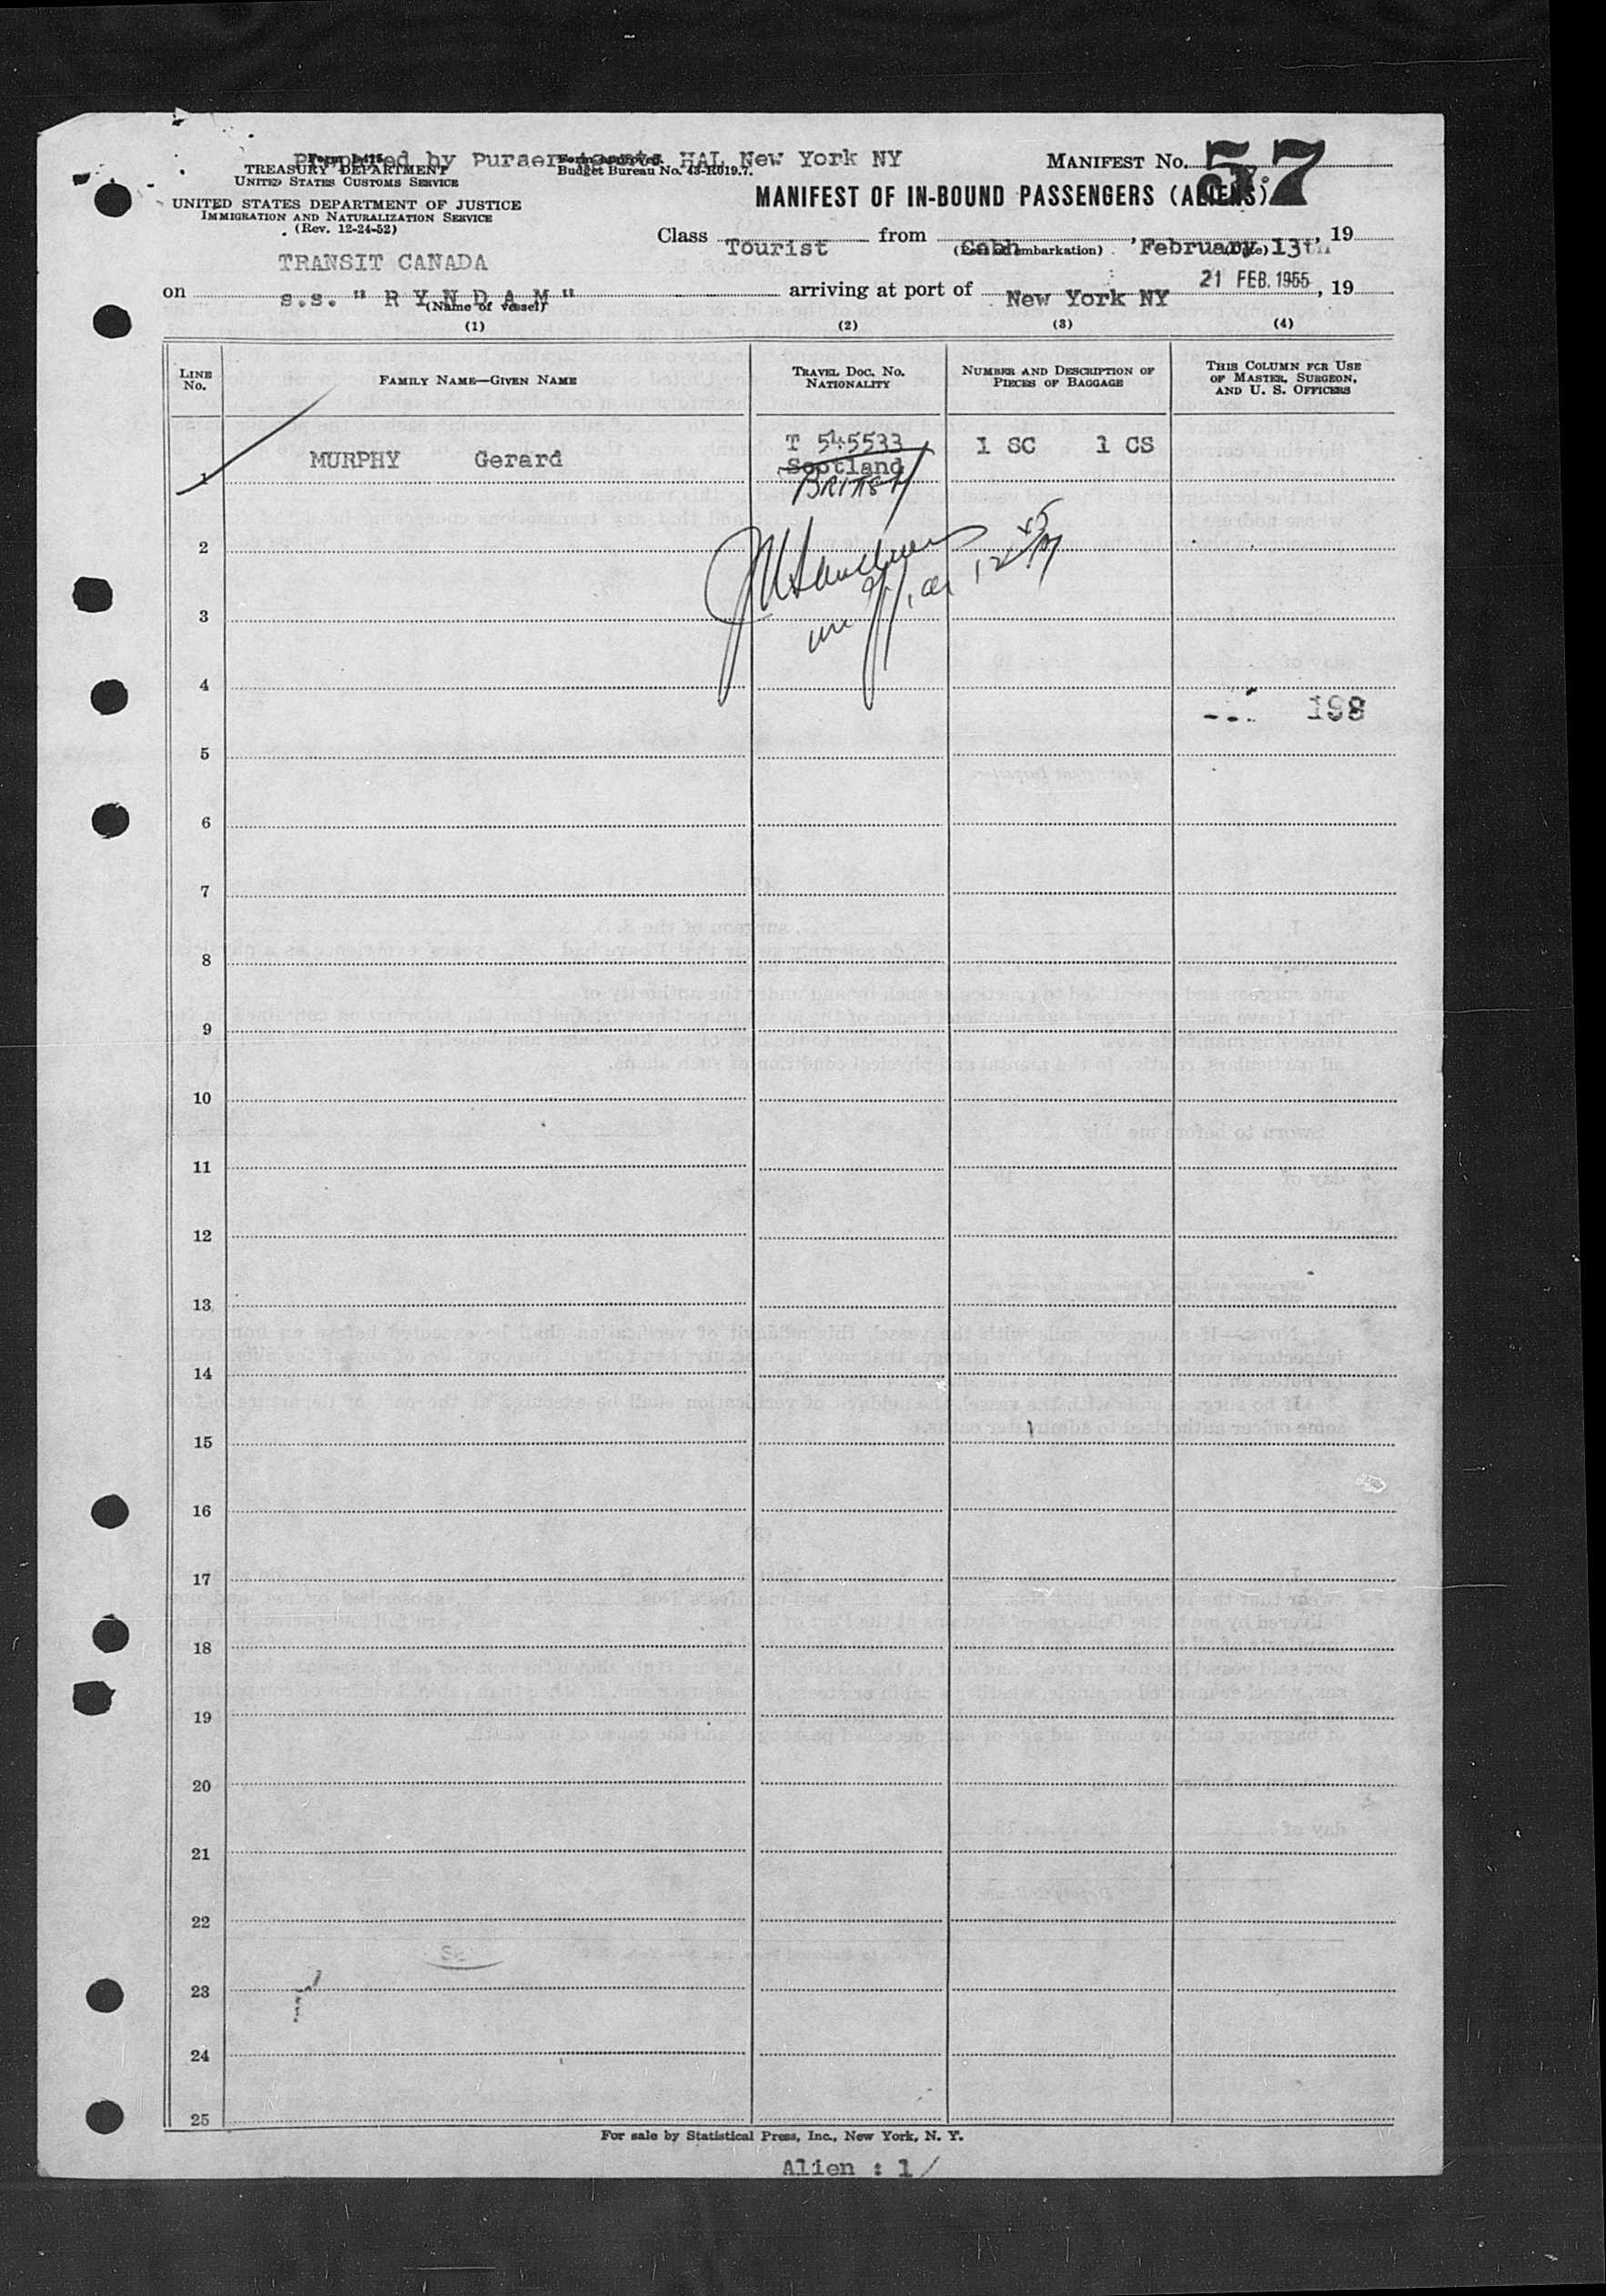 Prepared by Purser HAL New York NY
TREASURY DEPARTMENT
UNITED STATES CUSTOMS SERVICE
UNITED STATES DEPARTMENT OF JUSTICE
IMMIGRATION AND NATURALIZATION SERVICE
(Rev. 12-24-52)
Form approved.
Budget Bureau No. 43-R019.7.
MANIFEST NO. 57
MANIFEST OF IN-BOUND PASSENGERS (ALIENS)
Class Tourist from Cobh (Port of embarkation), February 13th (Date), 19
TRANSIT CANADA
on s.s. "RYNDAM" (Name of vessel) arriving at port of New York NY 21 FEB. 1955, 19
(1) (2) (3) (4)
LINE NO. FAMILY NAME—GIVEN NAME TRAVEL DOC. NO. NATIONALITY NUMBER AND DESCRIPTION OF PIECES OF BAGGAGE THIS COLUMN FOR USE OF MASTER, SURGEON, AND U. S. OFFICERS
1 MURPHY Gerard T 545533 1 SC 1 CS
Scotland
BRITISH
2
3
4
198
5
6
7
8
9
10
11
12
13
14
15
16
17
18
19
20
21
22
23
24
25
For sale by Statistical Press, Inc., New York, N. Y.
Alien : 1 /